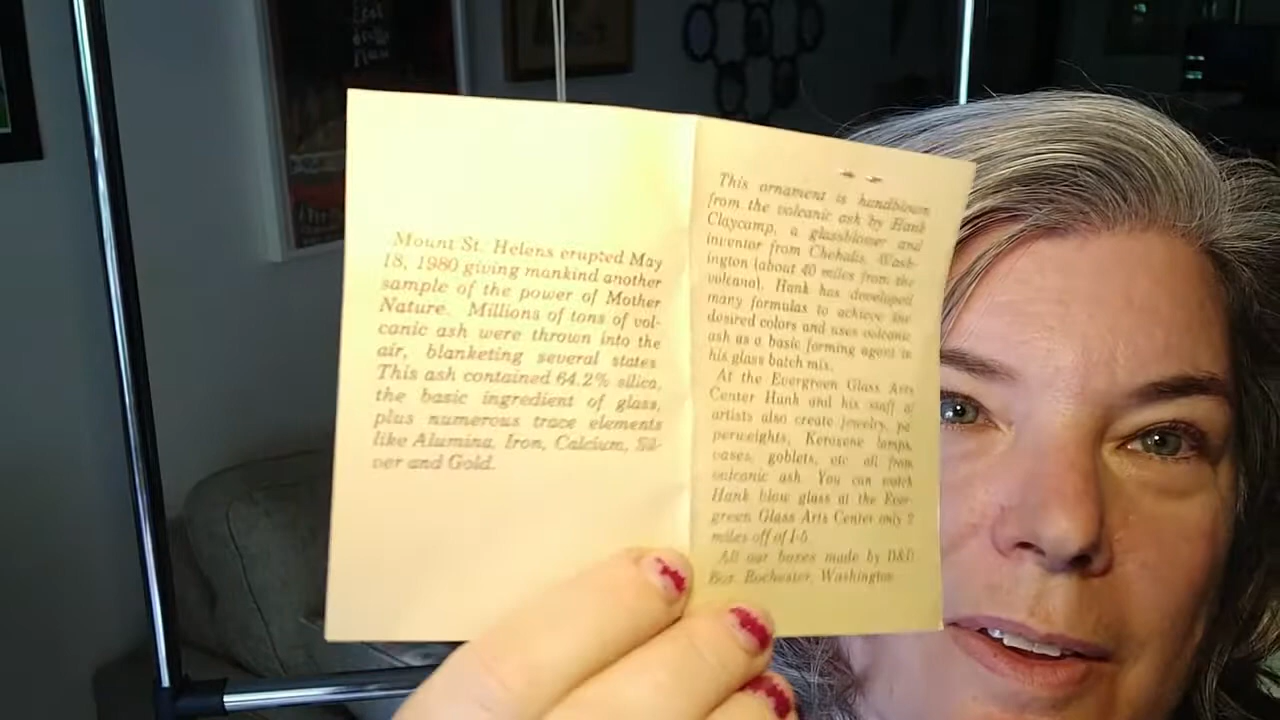 Mount St. Helens erupted May
18, 1980 giving mankind another
sample of the power of Mother
Nature. Millions of tons of vol-
canic ash were thrown into the
air, blanketing several states.
This ash contained 64.2% silica,
the basic ingredient of glass,
plus numerous trace elements
like Alumina, Iron, Calcium, Sil-
ver and Gold.
This ornament is handblown
from the volcanic ash by Hank
Claycamp, a glassblower and
inventor from Chehalis, Wash-
ington (about 40 miles from the
volcano). Hank has developed
many formulas to achieve the
desired colors and uses volcanic
ash as a basic forming agent in
his glass batch mix.
At the Evergreen Glass Arts
Center Hank and his staff of
artists also create jewelry, pa-
perweights, Kerosene lamps,
vases, goblets, etc. all from
volcanic ash. You can watch
Hank blow glass at the Ever-
green Glass Arts Center only 2
miles off of I-5.
All our boxes made by D&D
Box, Rochester, Washington